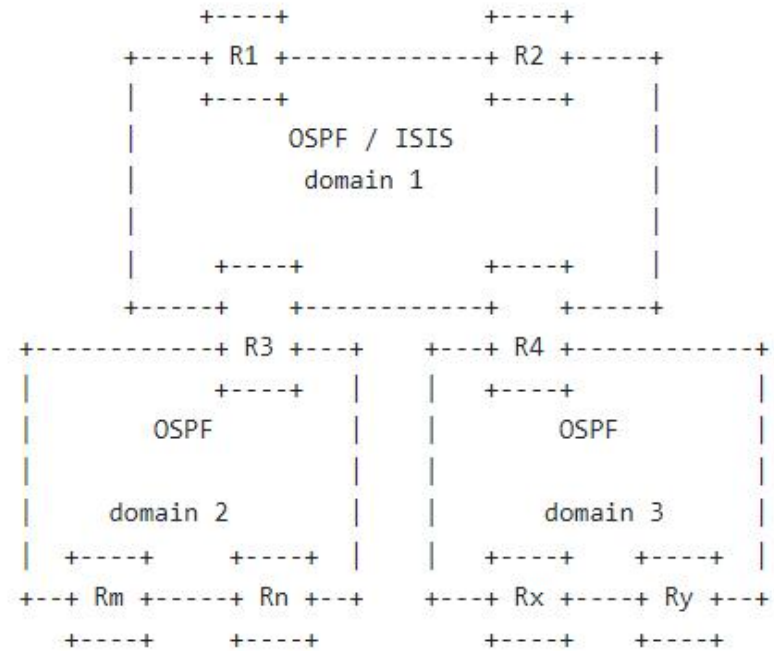 R1 R2
OSPF / ISIS
domain 1
R3 R4
OSPF OSPF
domain 2 domain 3
Rm Rn Rx Ry